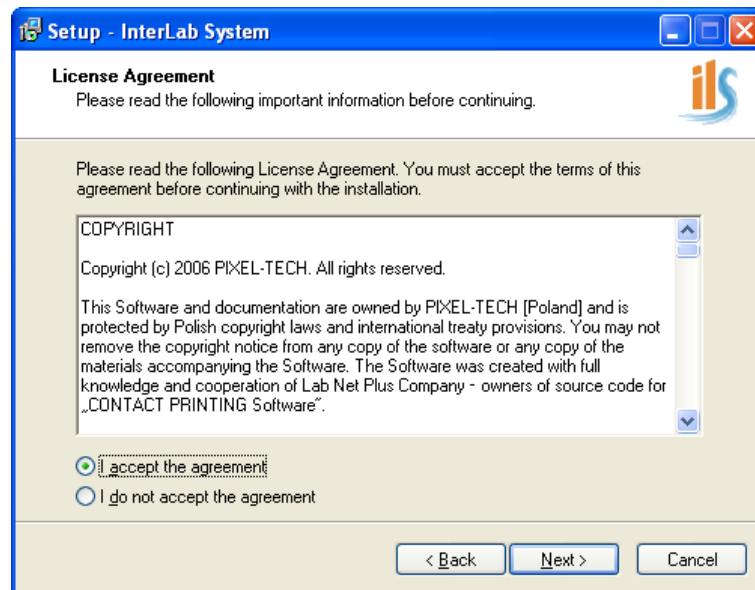 Setup - InterLab System
License Agreement
Please read the following important information before continuing.
ils
Please read the following License Agreement. You must accept the terms of this
agreement before continuing with the installation.
COPYRIGHT
Copyright (c) 2006 PIXEL-TECH. All rights reserved.
This Software and documentation are owned by PIXEL-TECH [Poland] and is
protected by Polish copyright laws and international treaty provisions. You may not
remove the copyright notice from any copy of the software or any copy of the
materials accompanying the Software. The Software was created with full
knowledge and cooperation of Lab Net Plus Company - owners of source code for
„CONTACT PRINTING Software”.
I accept the agreement
I do not accept the agreement
< Back
Next >
Cancel